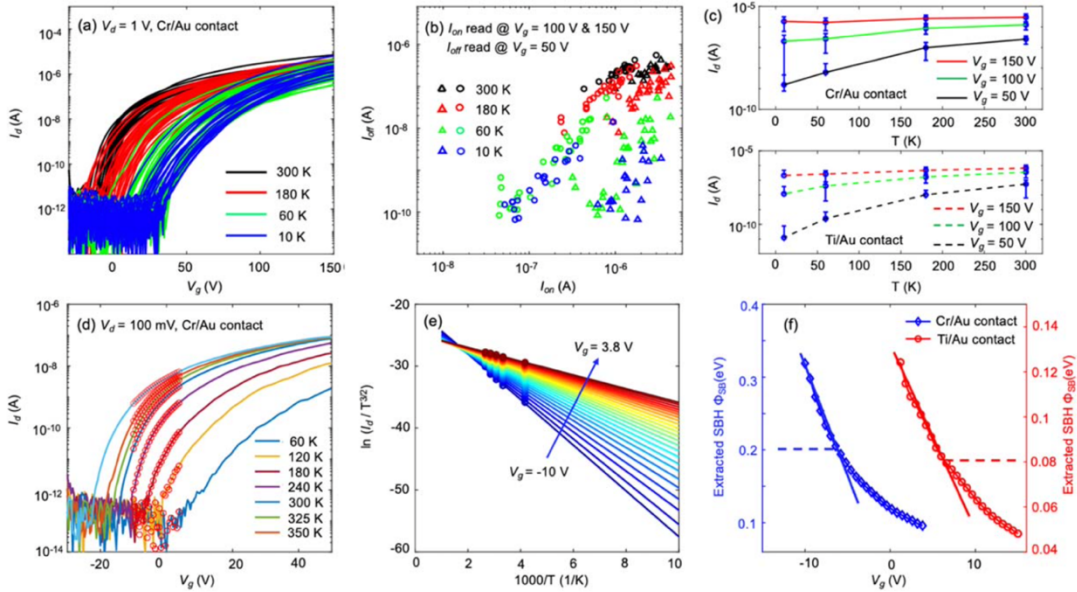 (a) V_d = 1 V, Cr/Au contact
10^-2
10^-4
10^-6
10^-8
10^-10
10^-12
I_d (A)
300 K
180 K
60 K
10 K
0
50
100
150
V_g (V)
(b) I_on read @ V_g = 100 V & 150 V
I_off read @ V_g = 50 V
10^-4
10^-6
10^-8
10^-10
I_off (A)
300 K
180 K
60 K
10 K
10^-8
10^-7
10^-6
I_on (A)
(c)
10^-5
10^-10
I_d (A)
V_g = 150 V
V_g = 100 V
V_g = 50 V
Cr/Au contact
0 50 100 150 200 250 300
T (K)
10^-5
10^-10
I_d (A)
V_g = 150 V
V_g = 100 V
V_g = 50 V
Ti/Au contact
0 50 100 150 200 250 300
T (K)
(d) V_d = 100 mV, Cr/Au contact
10^-6
10^-8
10^-10
10^-12
10^-14
I_d (A)
60 K
120 K
180 K
240 K
300 K
325 K
350 K
-20 0 20 40
V_g (V)
(e)
-20
-30
-40
-50
-60
ln (I_d / T^3/2)
V_g = 3.8 V
V_g = -10 V
0 2 4 6 8 10
1000/T (1/K)
(f)
Cr/Au contact
Ti/Au contact
0.4
0.3
0.2
0.1
Extracted SBH Φ_SB(eV)
0.14
0.12
0.10
0.08
0.06
0.04
Extracted SBH Φ_SB(eV)
-10 0 10
V_g (V)